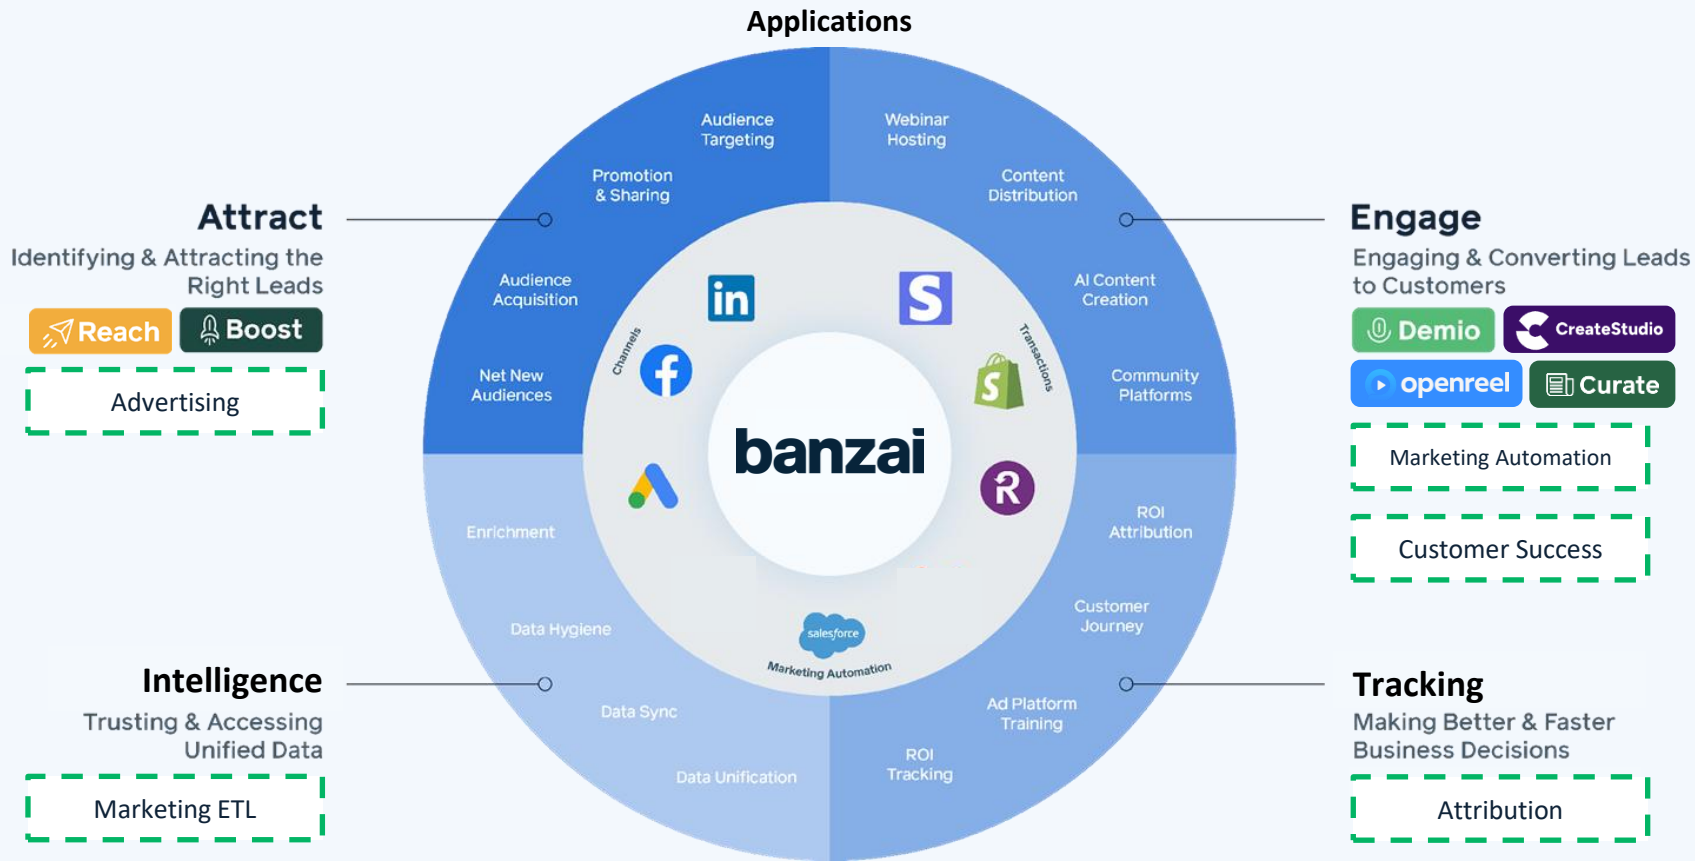 Applications
Audience
Targeting
Promotion
& Sharing
Audience
Acquisition
Net New
Audiences
Webinar
Hosting
Content
Distribution
AI Content
Creation
Community
Platforms
Attract
Identifying & Attracting the
Right Leads
Reach
Boost
Advertising
Engage
Engaging & Converting Leads
to Customers
Demio
CreateStudio
openreel
Curate
Marketing Automation
Customer Success
Channels
in
f
S
S
Transactions
banzai
R
salesforce
Marketing Automation
Enrichment
Data Hygiene
Data Sync
Data Unification
ROI
Attribution
Customer
Journey
Ad Platform
Training
ROI
Tracking
Intelligence
Trusting & Accessing
Unified Data
Marketing ETL
Tracking
Making Better & Faster
Business Decisions
Attribution